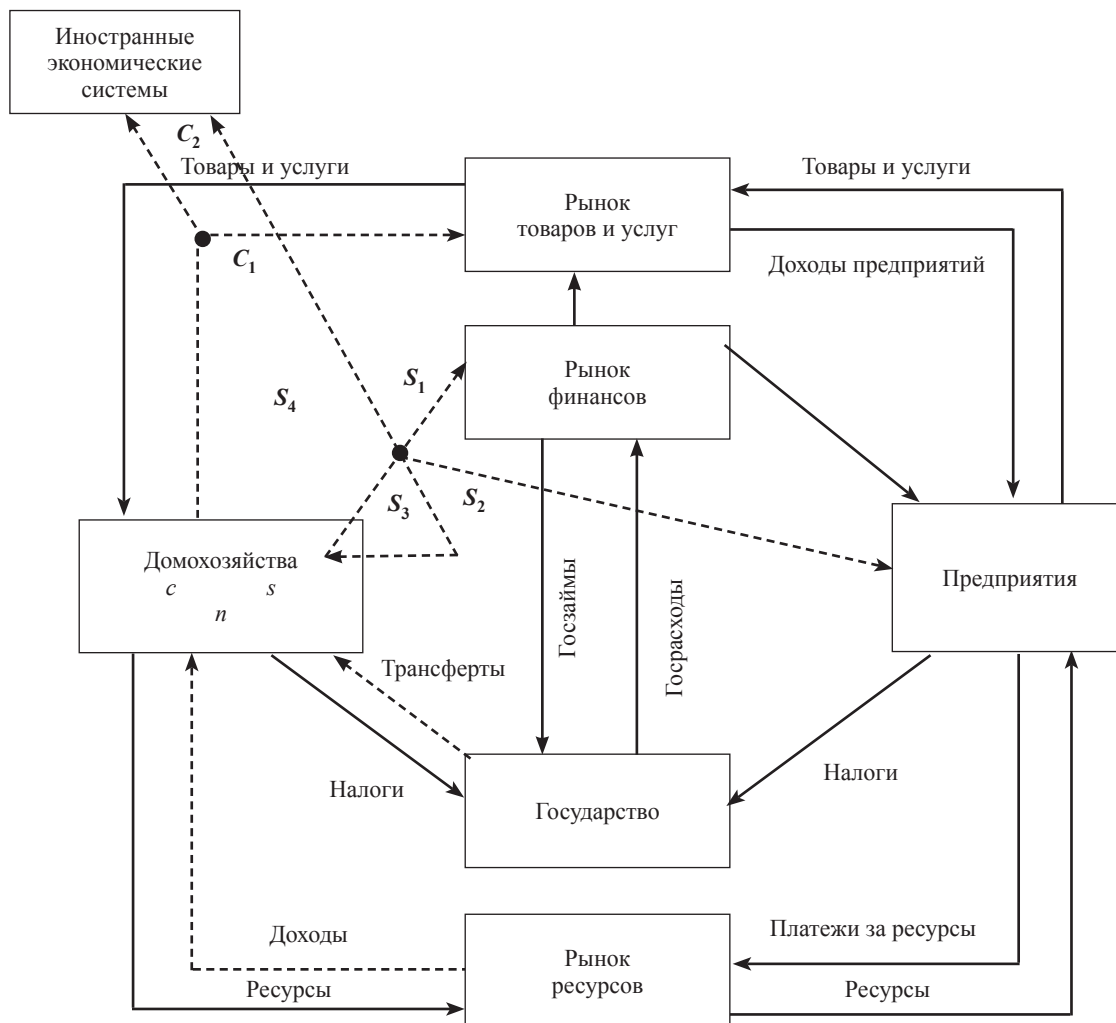 Иностранные
экономические
системы
C₂
Товары и услуги
Товары и услуги
Рынок
товаров и услуг
C₁
Доходы предприятий
S₁
Рынок
финансов
S₄
S₃
S₂
Домохозяйства
c s
n
Предприятия
Госзаймы
Госрасходы
Трансферты
Налоги
Государство
Налоги
Доходы
Рынок
ресурсов
Платежи за ресурсы
Ресурсы
Ресурсы